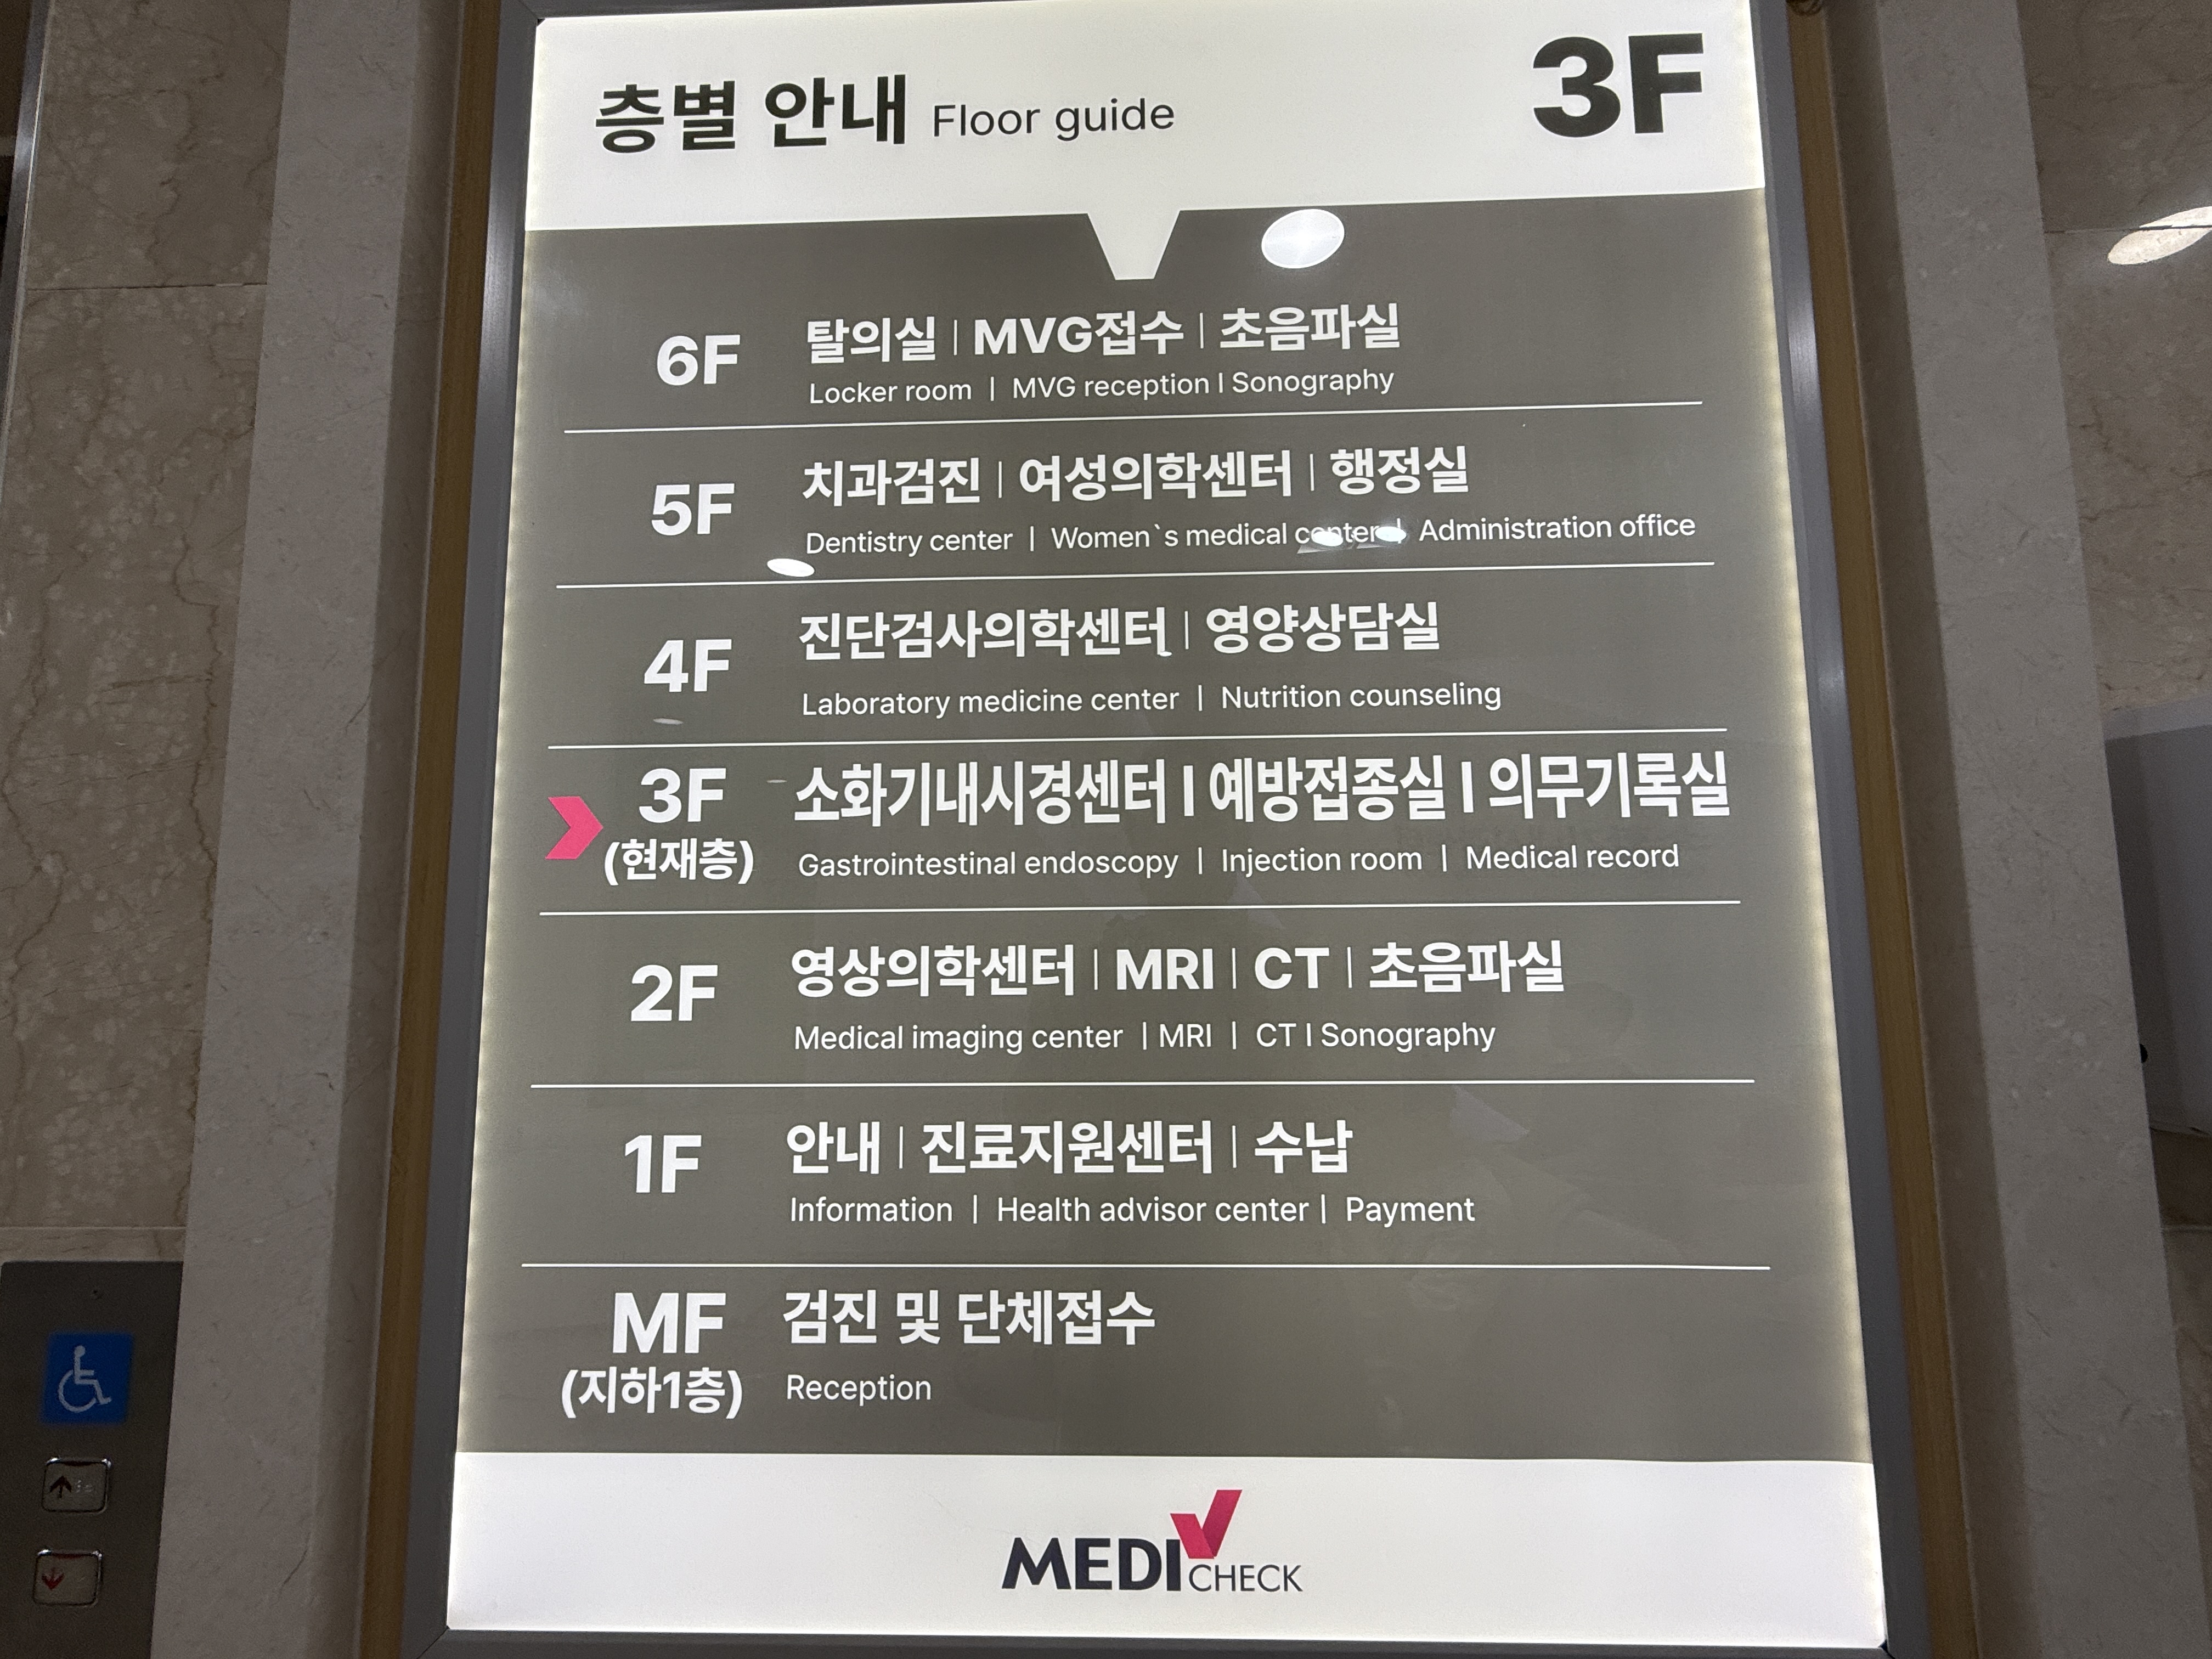 층별 안내 Floor guide 3F
6F 탈의실 | MVG접수 | 초음파실
Locker room | MVG reception I Sonography
5F 치과검진 | 여성의학센터 | 행정실
Dentistry center | Women`s medical center | Administration office
4F 진단검사의학센터 | 영양상담실
Laboratory medicine center | Nutrition counseling
3F 소화기내시경센터 I 예방접종실 I 의무기록실
(현재층) Gastrointestinal endoscopy | Injection room | Medical record
2F 영상의학센터 | MRI | CT | 초음파실
Medical imaging center | MRI | CT I Sonography
1F 안내 | 진료지원센터 | 수납
Information | Health advisor center | Payment
MF 검진 및 단체접수
(지하1층) Reception
MEDI CHECK